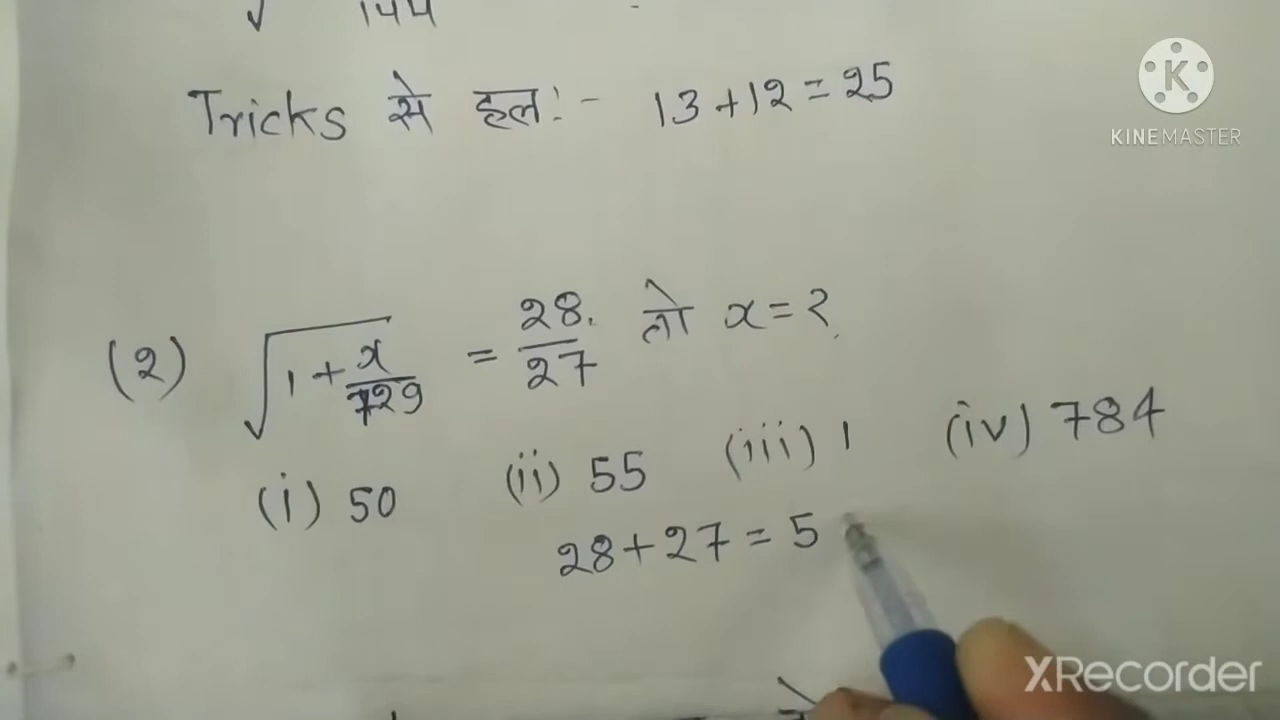 √ 144
Tricks से हल:- 13+12=25
K
KINEMASTER
(2) √(1+x/729) = 28/27 तो x=?
(i) 50 (ii) 55 (iii) 1 (iv) 784
28+27=5
XRecorder